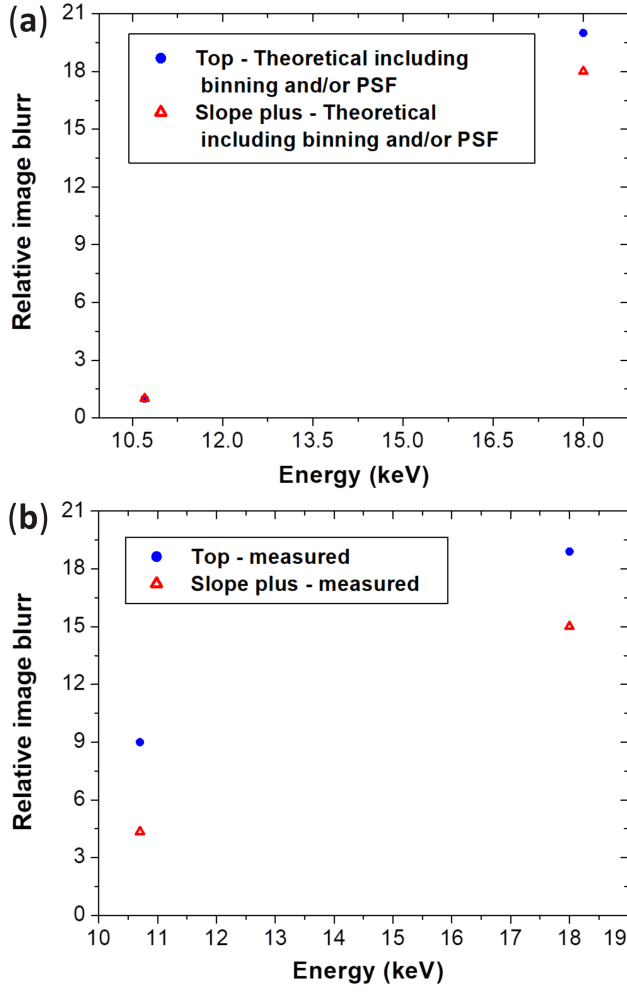 (a)
21
18
15
12
9
6
3
0
Relative image blurr
Top - Theoretical including
binning and/or PSF
Slope plus - Theoretical
including binning and/or PSF
10.5 12.0 13.5 15.0 16.5 18.0
Energy (keV)
(b)
21
18
15
12
9
6
3
0
Relative image blurr
Top - measured
Slope plus - measured
10 11 12 13 14 15 16 17 18 19
Energy (keV)